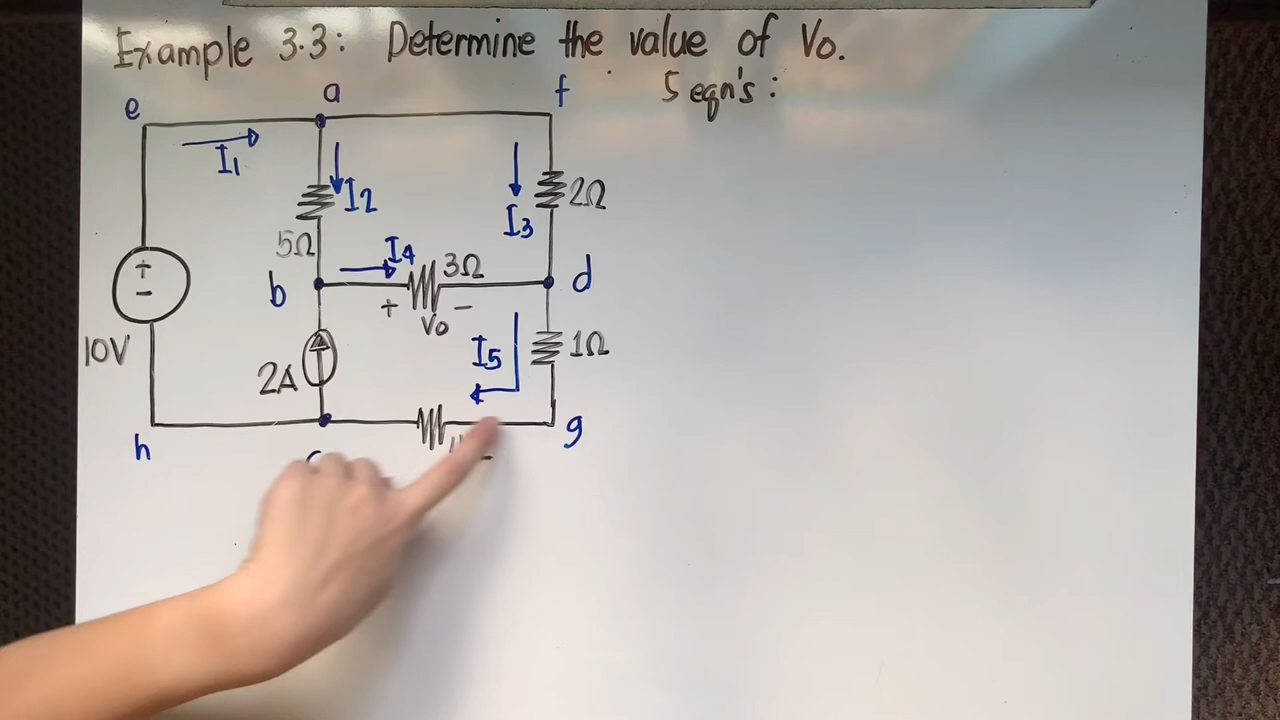 Example 3.3: Determine the value of Vo.
5 eqn's:
e
a
f
I1
I2
2Ω
I3
5Ω
I4
3Ω
b
d
+
-
+ -
Vo
10V
I5
1Ω
2A
h
g